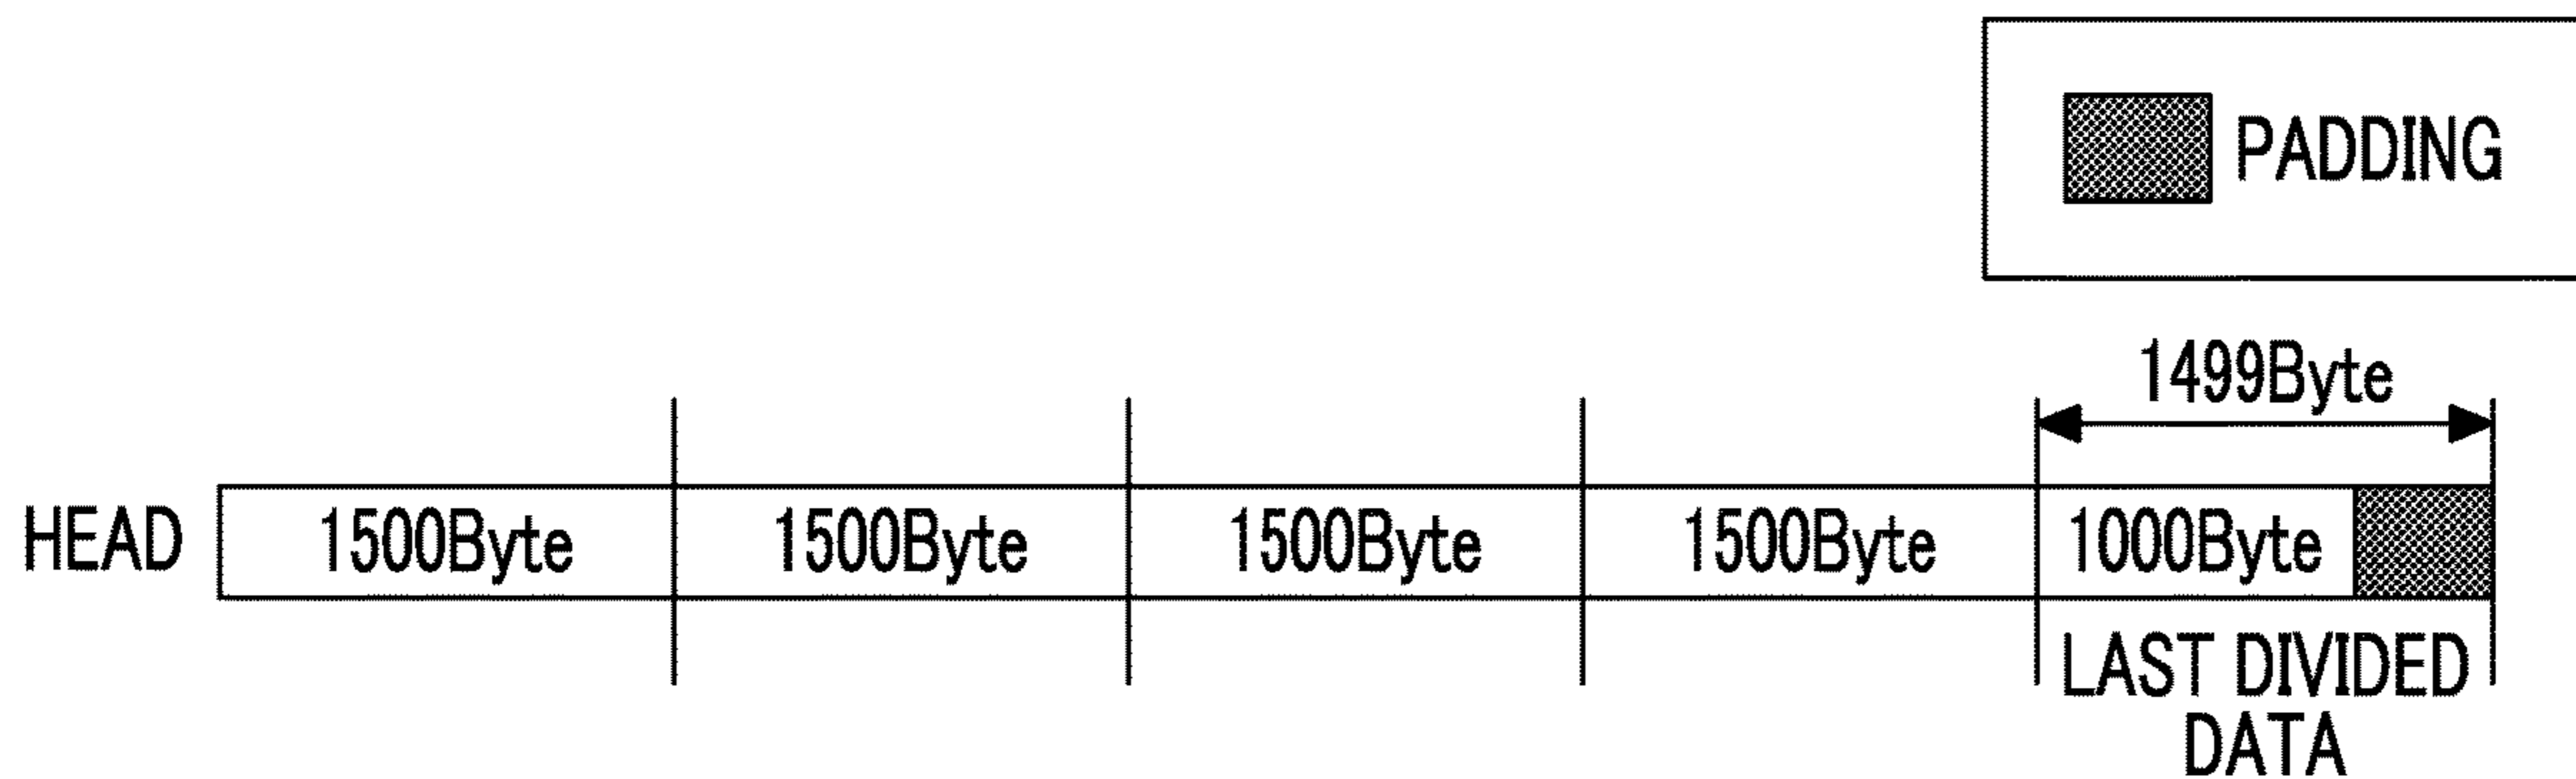 PADDING
1499Byte
HEAD 1500Byte 1500Byte 1500Byte 1500Byte 1000Byte
LAST DIVIDED
DATA